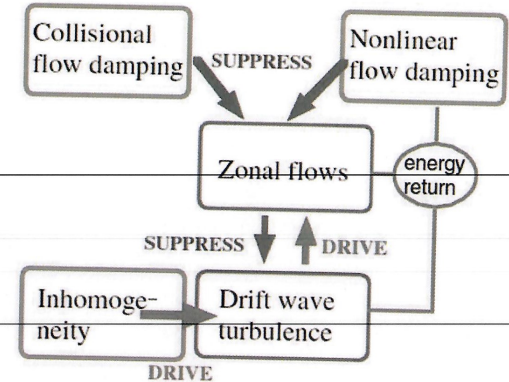 Collisional
flow damping
SUPPRESS
Nonlinear
flow damping
Zonal flows
energy
return
SUPPRESS
DRIVE
Inhomoge-
neity
Drift wave
turbulence
DRIVE